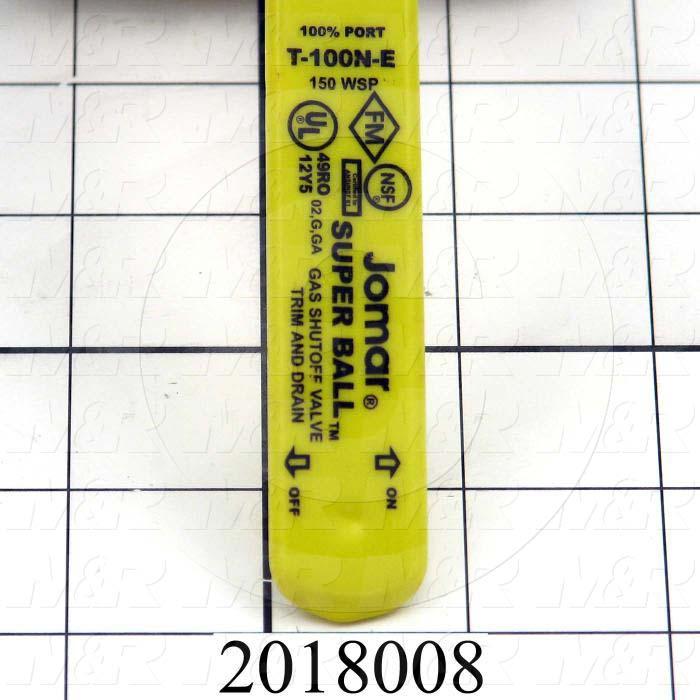 100% PORT
T-100N-E
150 WSP
UL
®
FM
NSF
®
49RO
12Y5
02,G,GA
Jomar®
SUPER BALL™
GAS SHUTOFF VALVE
TRIM AND DRAIN
OFF
ON
M&R
2018008